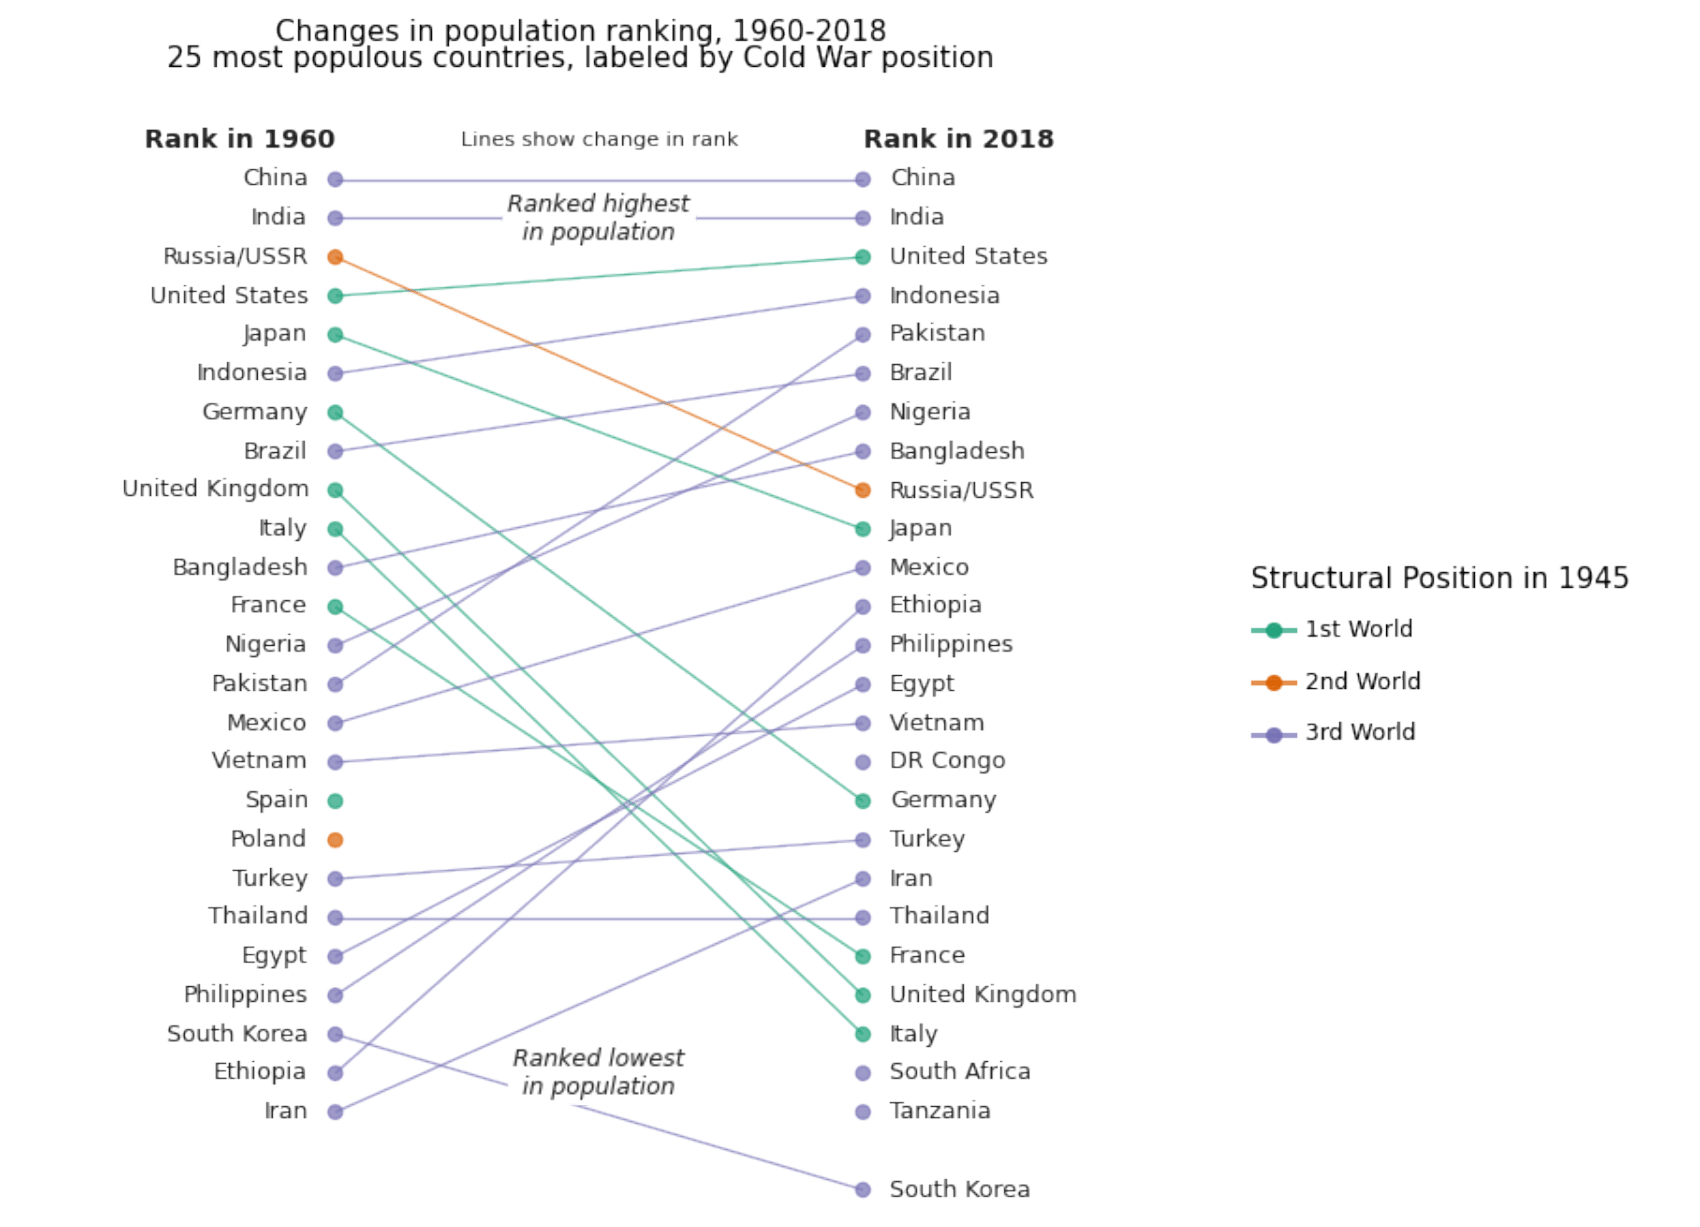 Changes in population ranking, 1960-2018
25 most populous countries, labeled by Cold War position
Rank in 1960
Lines show change in rank
Rank in 2018
China
India
Russia/USSR
United States
Japan
Indonesia
Germany
Brazil
United Kingdom
Italy
Bangladesh
France
Nigeria
Pakistan
Mexico
Vietnam
Spain
Poland
Turkey
Thailand
Egypt
Philippines
South Korea
Ethiopia
Iran
Ranked highest
in population
Ranked lowest
in population
China
India
United States
Indonesia
Pakistan
Brazil
Nigeria
Bangladesh
Russia/USSR
Japan
Mexico
Ethiopia
Philippines
Egypt
Vietnam
DR Congo
Germany
Turkey
Iran
Thailand
France
United Kingdom
Italy
South Africa
Tanzania
South Korea
Structural Position in 1945
1st World
2nd World
3rd World